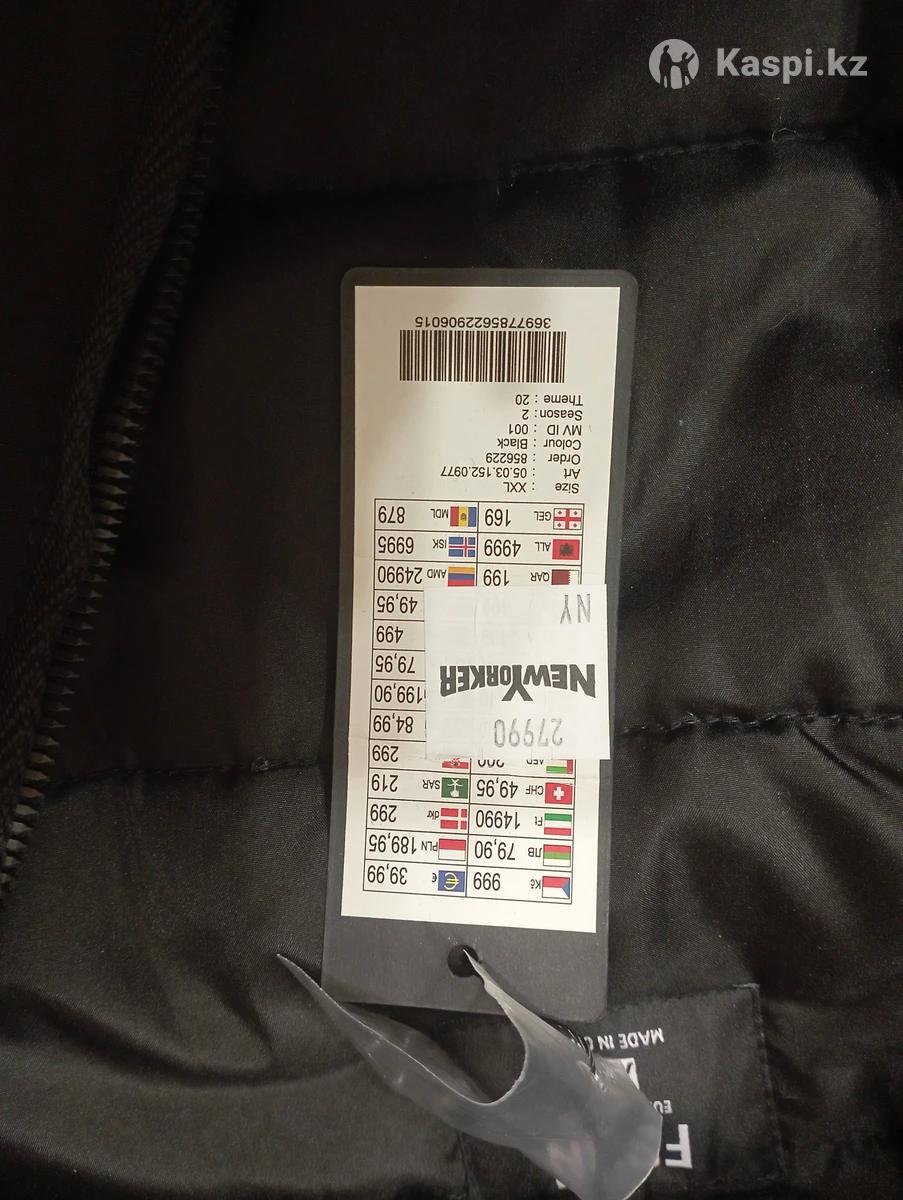 Kaspi.kz
Kč 999 € 39,99
ЛВ 79,90 PLN 189,95
Ft 14990 dkr 299
CHF 49,95 SAR 219
299
27990
84,99
199,90
NEWYORKER
79,95
499
NY
49,95
QAR 199 AMD 24990
ALL 4999 ISK 6995
GEL 169 MDL 879
Size : XXL
Art : 05.03.152.0977
Order : 856229
Colour : Black
MV ID : 001
Season : 2
Theme : 20
36977856622906015
MADE IN